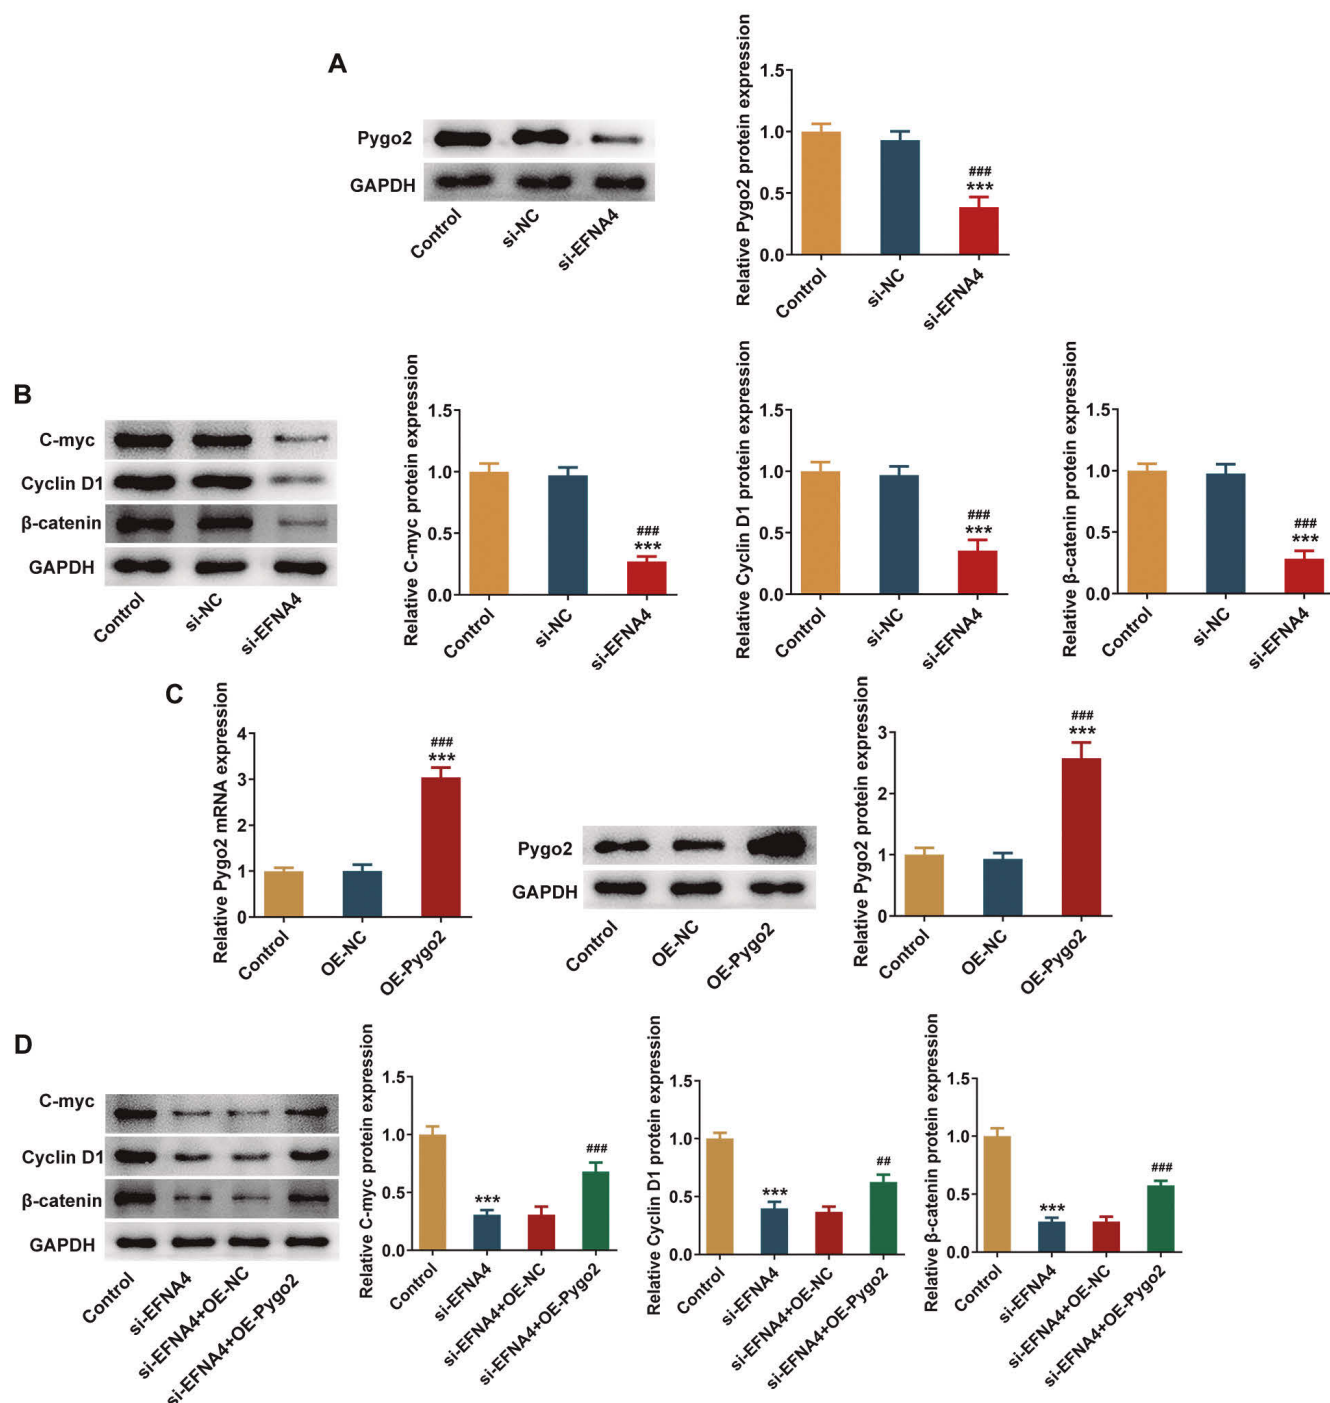 A
Pygo2
GAPDH
Control
si-NC
si-EFNA4
Relative Pygo2 protein expression
1.5
1.0
0.5
0.0
###
***
Control
si-NC
si-EFNA4
B
C-myc
Cyclin D1
β-catenin
GAPDH
Control
si-NC
si-EFNA4
Relative C-myc protein expression
1.5
1.0
0.5
0.0
###
***
Control
si-NC
si-EFNA4
Relative Cyclin D1 protein expression
1.5
1.0
0.5
0.0
###
***
Control
si-NC
si-EFNA4
Relative β-catenin protein expression
1.5
1.0
0.5
0.0
###
***
Control
si-NC
si-EFNA4
C
Relative Pygo2 mRNA expression
4
3
2
1
0
###
***
Control
OE-NC
OE-Pygo2
Pygo2
GAPDH
Control
OE-NC
OE-Pygo2
Relative Pygo2 protein expression
3
2
1
0
###
***
Control
OE-NC
OE-Pygo2
D
C-myc
Cyclin D1
β-catenin
GAPDH
Control
si-EFNA4
si-EFNA4+OE-NC
si-EFNA4+OE-Pygo2
Relative C-myc protein expression
1.5
1.0
0.5
0.0
***
###
Control
si-EFNA4
si-EFNA4+OE-NC
si-EFNA4+OE-Pygo2
Relative Cyclin D1 protein expression
1.5
1.0
0.5
0.0
***
##
Control
si-EFNA4
si-EFNA4+OE-NC
si-EFNA4+OE-Pygo2
Relative β-catenin protein expression
1.5
1.0
0.5
0.0
***
###
Control
si-EFNA4
si-EFNA4+OE-NC
si-EFNA4+OE-Pygo2